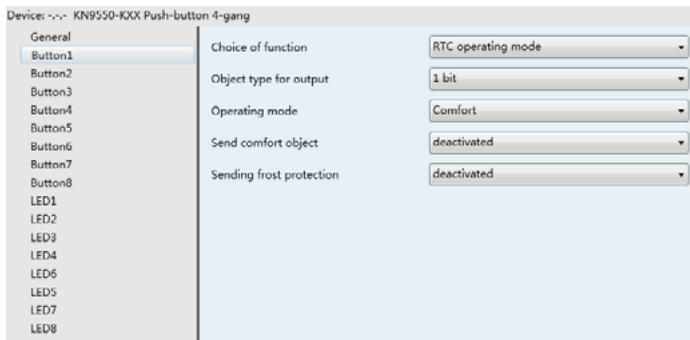 Device: -.-.- KN9550-KXX Push-button 4-gang
General
Button1
Button2
Button3
Button4
Button5
Button6
Button7
Button8
LED1
LED2
LED3
LED4
LED6
LED5
LED7
LED8
Choice of function RTC operating mode
Object type for output 1 bit
Operating mode Comfort
Send comfort object deactivated
Sending frost protection deactivated